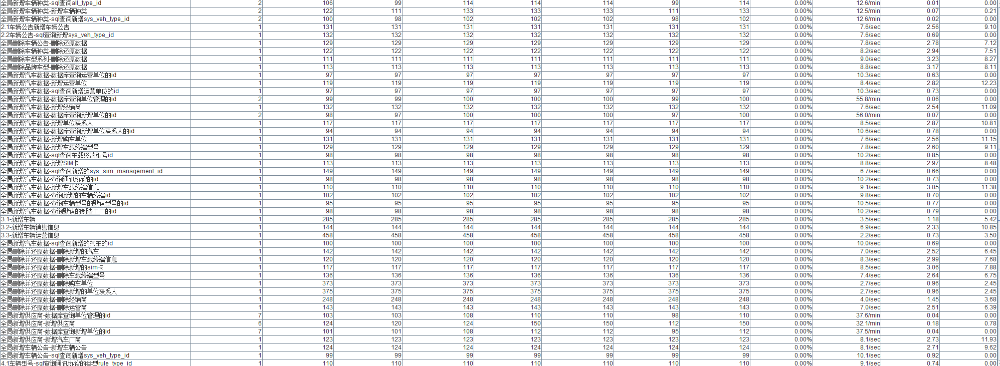 全局新增车辆种类-sql查询all_type_id 2 106 99 114 114 114 99 114 0.00% 12.6/min 0.01 0.00
全局新增车辆种类-新增车辆种类 2 122 111 133 133 133 111 133 0.00% 12.5/min 0.07 0.21
全局新增车辆种类-sql查询新增sys_veh_type_id 2 100 98 102 102 102 98 102 0.00% 12.6/min 0.02 0.00
2.1车辆公告新增车辆公告 1 131 131 131 131 131 131 131 0.00% 7.6/sec 2.56 9.10
2.2车辆公告-sql查询新增sys_veh_type_id 1 132 132 132 132 132 132 132 0.00% 7.6/sec 0.69 0.00
全局删除车辆公告-删除还原数据 1 129 129 129 129 129 129 129 0.00% 7.8/sec 2.78 7.12
全局删除车辆种类-删除还原数据 1 122 122 122 122 122 122 122 0.00% 8.2/sec 2.94 7.51
全局删除车型系列-删除还原数据 1 111 111 111 111 111 111 111 0.00% 9.0/sec 3.23 8.27
全局删除品牌车型-删除还原数据 1 113 113 113 113 113 113 113 0.00% 8.8/sec 3.17 8.11
全局新增汽车数据-数据库查询运营单位的id 1 97 97 97 97 97 97 97 0.00% 10.3/sec 0.63 0.00
全局新增汽车数据-新增运营单位 1 119 119 119 119 119 119 119 0.00% 8.4/sec 2.82 12.23
全局新增汽车数据-sql查询新增运营单位的id 1 97 97 97 97 97 97 97 0.00% 10.3/sec 0.73 0.00
全局新增汽车数据-数据库查询单位管理的id 2 99 99 100 100 100 99 100 0.00% 55.8/min 0.06 0.00
全局新增汽车数据-新增经销商 1 132 132 132 132 132 132 132 0.00% 7.6/sec 2.54 11.09
全局新增汽车数据-数据库查询新增单位的id 2 98 97 100 100 100 97 100 0.00% 56.0/min 0.07 0.00
全局新增汽车数据-新增单位联系人 1 117 117 117 117 117 117 117 0.00% 8.5/sec 2.87 10.81
全局新增汽车数据-数据库查询新增单位联系人的id 1 94 94 94 94 94 94 94 0.00% 10.6/sec 0.78 0.00
全局新增汽车数据-新增购车单位 1 131 131 131 131 131 131 131 0.00% 7.6/sec 2.56 11.15
全局新增汽车数据-新增车载终端型号 1 129 129 129 129 129 129 129 0.00% 7.8/sec 2.60 9.11
全局新增汽车数据-sql查询车载终端型号id 1 98 98 98 98 98 98 98 0.00% 10.2/sec 0.85 0.00
全局新增汽车数据-新增SIM卡 1 113 113 113 113 113 113 113 0.00% 8.8/sec 2.97 8.48
全局新增汽车数据-sql查询新增的sys_sim_management_id 1 149 149 149 149 149 149 149 0.00% 6.7/sec 0.66 0.00
全局新增汽车数据-查询通讯协议的id 1 98 98 98 98 98 98 98 0.00% 10.2/sec 0.73 0.00
全局新增汽车数据-新增车载终端信息 1 110 110 110 110 110 110 110 0.00% 9.1/sec 3.05 11.38
全局新增汽车数据-查询新增的车辆终端id 1 102 102 102 102 102 102 102 0.00% 9.8/sec 0.70 0.00
全局新增汽车数据-查询车辆型号的默认型号的id 1 95 95 95 95 95 95 95 0.00% 10.5/sec 0.77 0.00
全局新增汽车数据-查询默认的制造工厂的id 1 98 98 98 98 98 98 98 0.00% 10.2/sec 0.79 0.00
3.1-新增车辆 1 285 285 285 285 285 285 285 0.00% 3.5/sec 1.18 5.42
3.2-新增车辆销售信息 1 144 144 144 144 144 144 144 0.00% 6.9/sec 2.33 10.85
3.3-新增车辆运营信息 1 458 458 458 458 458 458 458 0.00% 2.2/sec 0.73 3.50
全局新增汽车数据-sql查询新增的汽车的id 1 100 100 100 100 100 100 100 0.00% 10.0/sec 0.69 0.00
全局删除并还原数据-删除新增的汽车 1 142 142 142 142 142 142 142 0.00% 7.0/sec 2.52 6.45
全局删除并还原数据-删除新增车载终端信息 1 120 120 120 120 120 120 120 0.00% 8.3/sec 2.99 7.68
全局删除并还原数据-删除新增的sim卡 1 117 117 117 117 117 117 117 0.00% 8.5/sec 3.06 7.88
全局删除并还原数据-删除车载终端型号 1 136 136 136 136 136 136 136 0.00% 7.4/sec 2.64 6.75
全局删除并还原数据-删除购车单位 1 373 373 373 373 373 373 373 0.00% 2.7/sec 0.96 2.45
全局删除并还原数据-删除新增的单位联系人 1 375 375 375 375 375 375 375 0.00% 2.7/sec 0.96 2.45
全局删除并还原数据-删除经销商 1 248 248 248 248 248 248 248 0.00% 4.0/sec 1.45 3.68
全局删除并还原数据-删除运营商 1 143 143 143 143 143 143 143 0.00% 7.0/sec 2.51 6.39
全局新增供应商-数据库查询单位管理的id 7 103 103 108 110 110 98 110 0.00% 37.6/min 0.04 0.00
全局新增供应商-新增供应商 6 124 120 124 150 150 112 150 0.00% 32.1/min 0.18 0.78
全局新增供应商-数据库查询新增单位的id 7 101 101 108 112 112 95 112 0.00% 37.5/min 0.04 0.00
全局新增供应商-新增汽车厂商 1 123 123 123 123 123 123 123 0.00% 8.1/sec 2.73 11.93
全局新增车辆公告-新增车辆公告 1 124 124 124 124 124 124 124 0.00% 8.1/sec 2.71 9.62
全局新增车辆公告-sql查询新增sys_veh_type_id 1 99 99 99 99 99 99 99 0.00% 10.1/sec 0.92 0.00
4.1车辆型号-sql查询通讯协议的类型rule_type_id 1 110 110 110 110 110 110 110 0.00% 9.1/sec 0.74 0.00